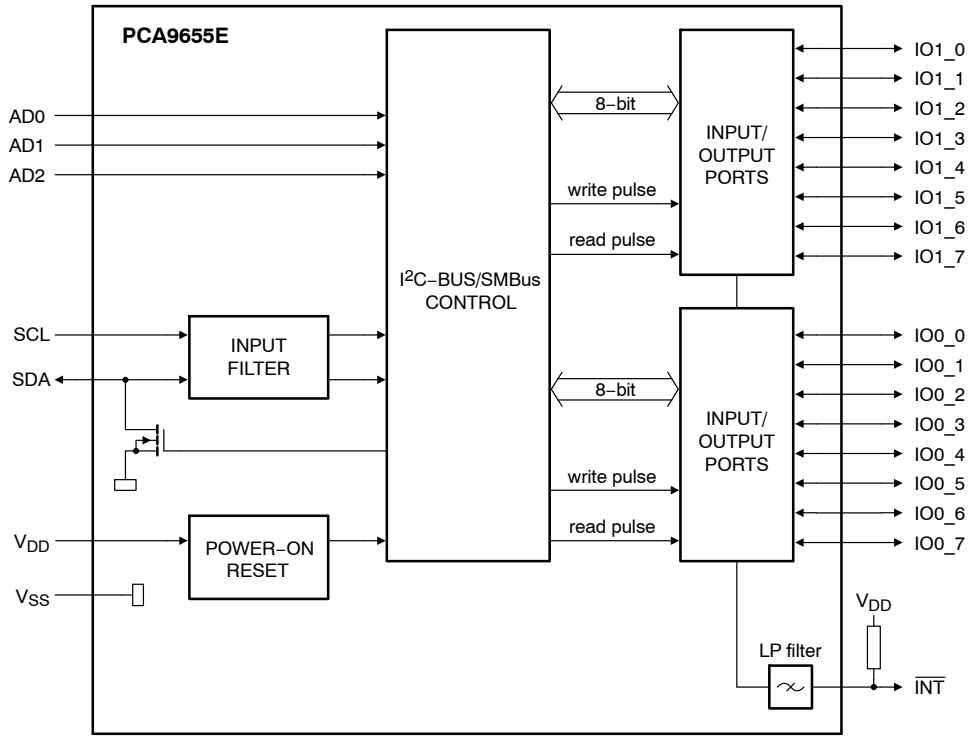 PCA9655E
AD0
AD1
AD2
SCL
SDA
VDD
VSS
INPUT
FILTER
POWER−ON
RESET
I2C−BUS/SMBus
CONTROL
8−bit
write pulse
read pulse
8−bit
write pulse
read pulse
INPUT/
OUTPUT
PORTS
INPUT/
OUTPUT
PORTS
IO1_0
IO1_1
IO1_2
IO1_3
IO1_4
IO1_5
IO1_6
IO1_7
IO0_0
IO0_1
IO0_2
IO0_3
IO0_4
IO0_5
IO0_6
IO0_7
VDD
LP filter
INT